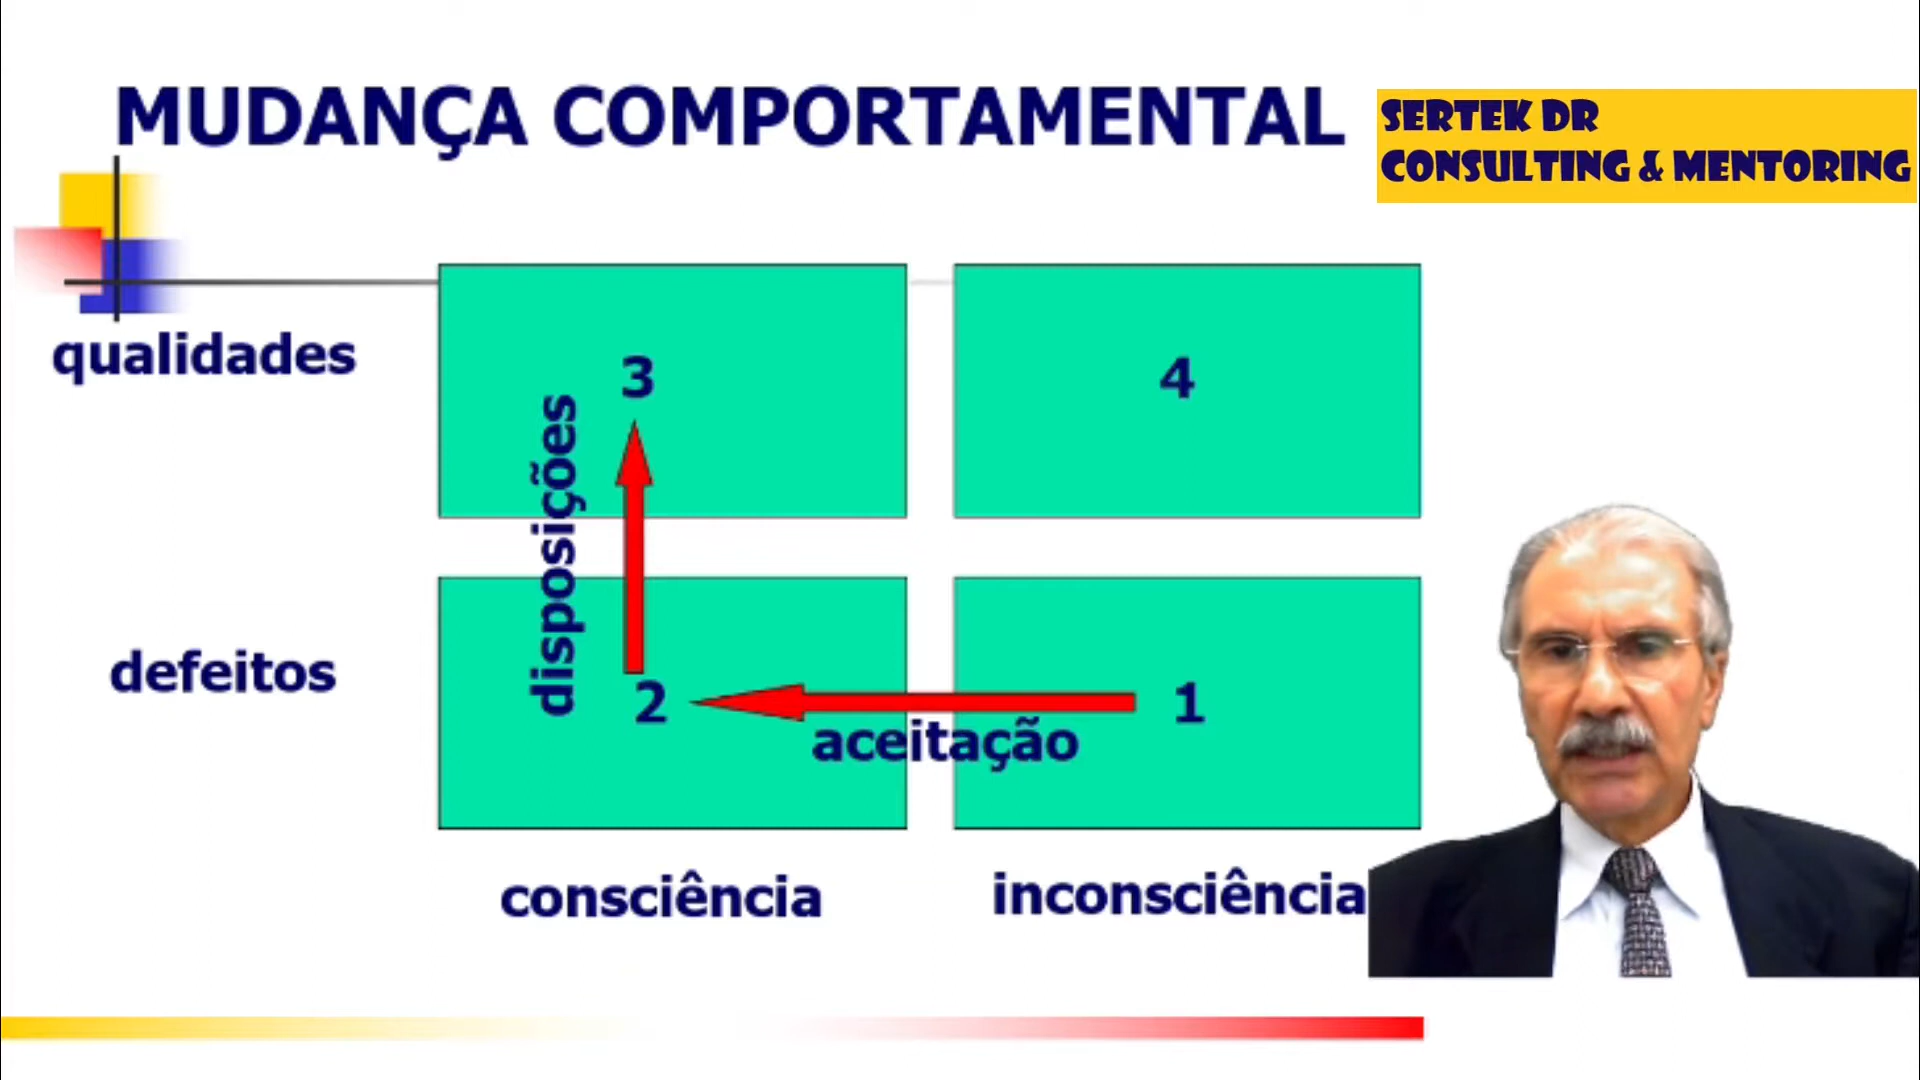 MUDANÇA COMPORTAMENTAL
SERTEK DR
CONSULTING & MENTORING
qualidades
3
4
disposições
defeitos
2
1
aceitação
consciência
inconsciência